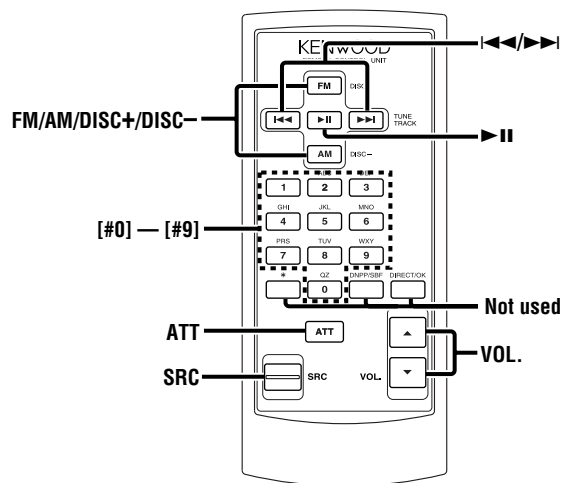 KENWOOD
UNIT
|◄◄/►►|
FM
DISC
FM/AM/DISC+/DISC–
|◄◄
►II
►►|
TUNE
TRACK
►II
AM
DISC–
1
2
3
GHI
JKL
MNO
4
5
6
[#0] — [#9]
PRS
TUV
WXY
7
8
9
*
QZ
DNPP/SBF
DIRECT/OK
0
Not used
ATT
ATT
VOL.
SRC
SRC
VOL.